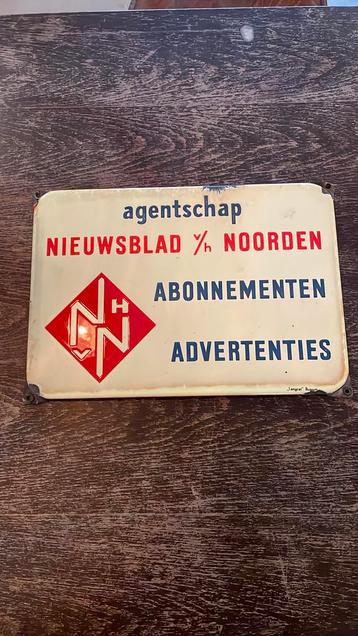 agentschap
NIEUWSBLAD v/h NOORDEN
N H
V N
ABONNEMENTEN
ADVERTENTIES